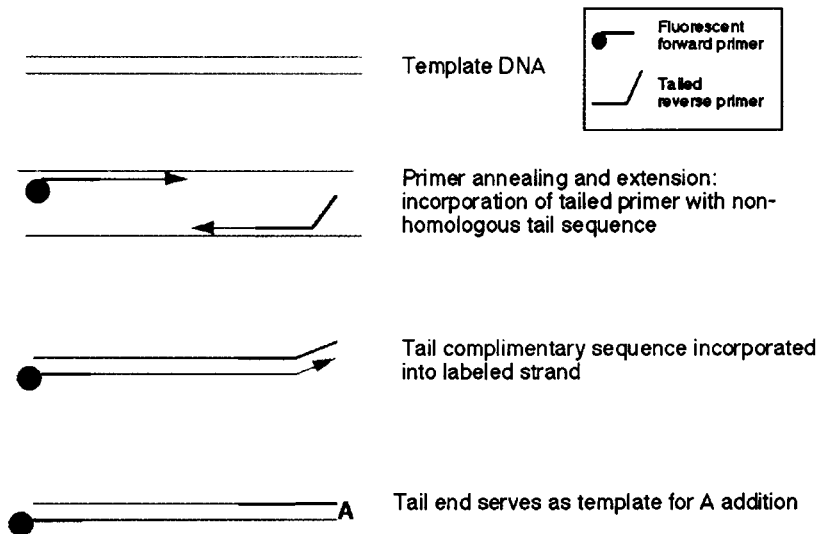 Template DNA
Fluorescent
forward primer
Tailed
reverse primer
Primer annealing and extension:
incorporation of tailed primer with non-
homologous tail sequence
Tail complimentary sequence incorporated
into labeled strand
A
Tail end serves as template for A addition